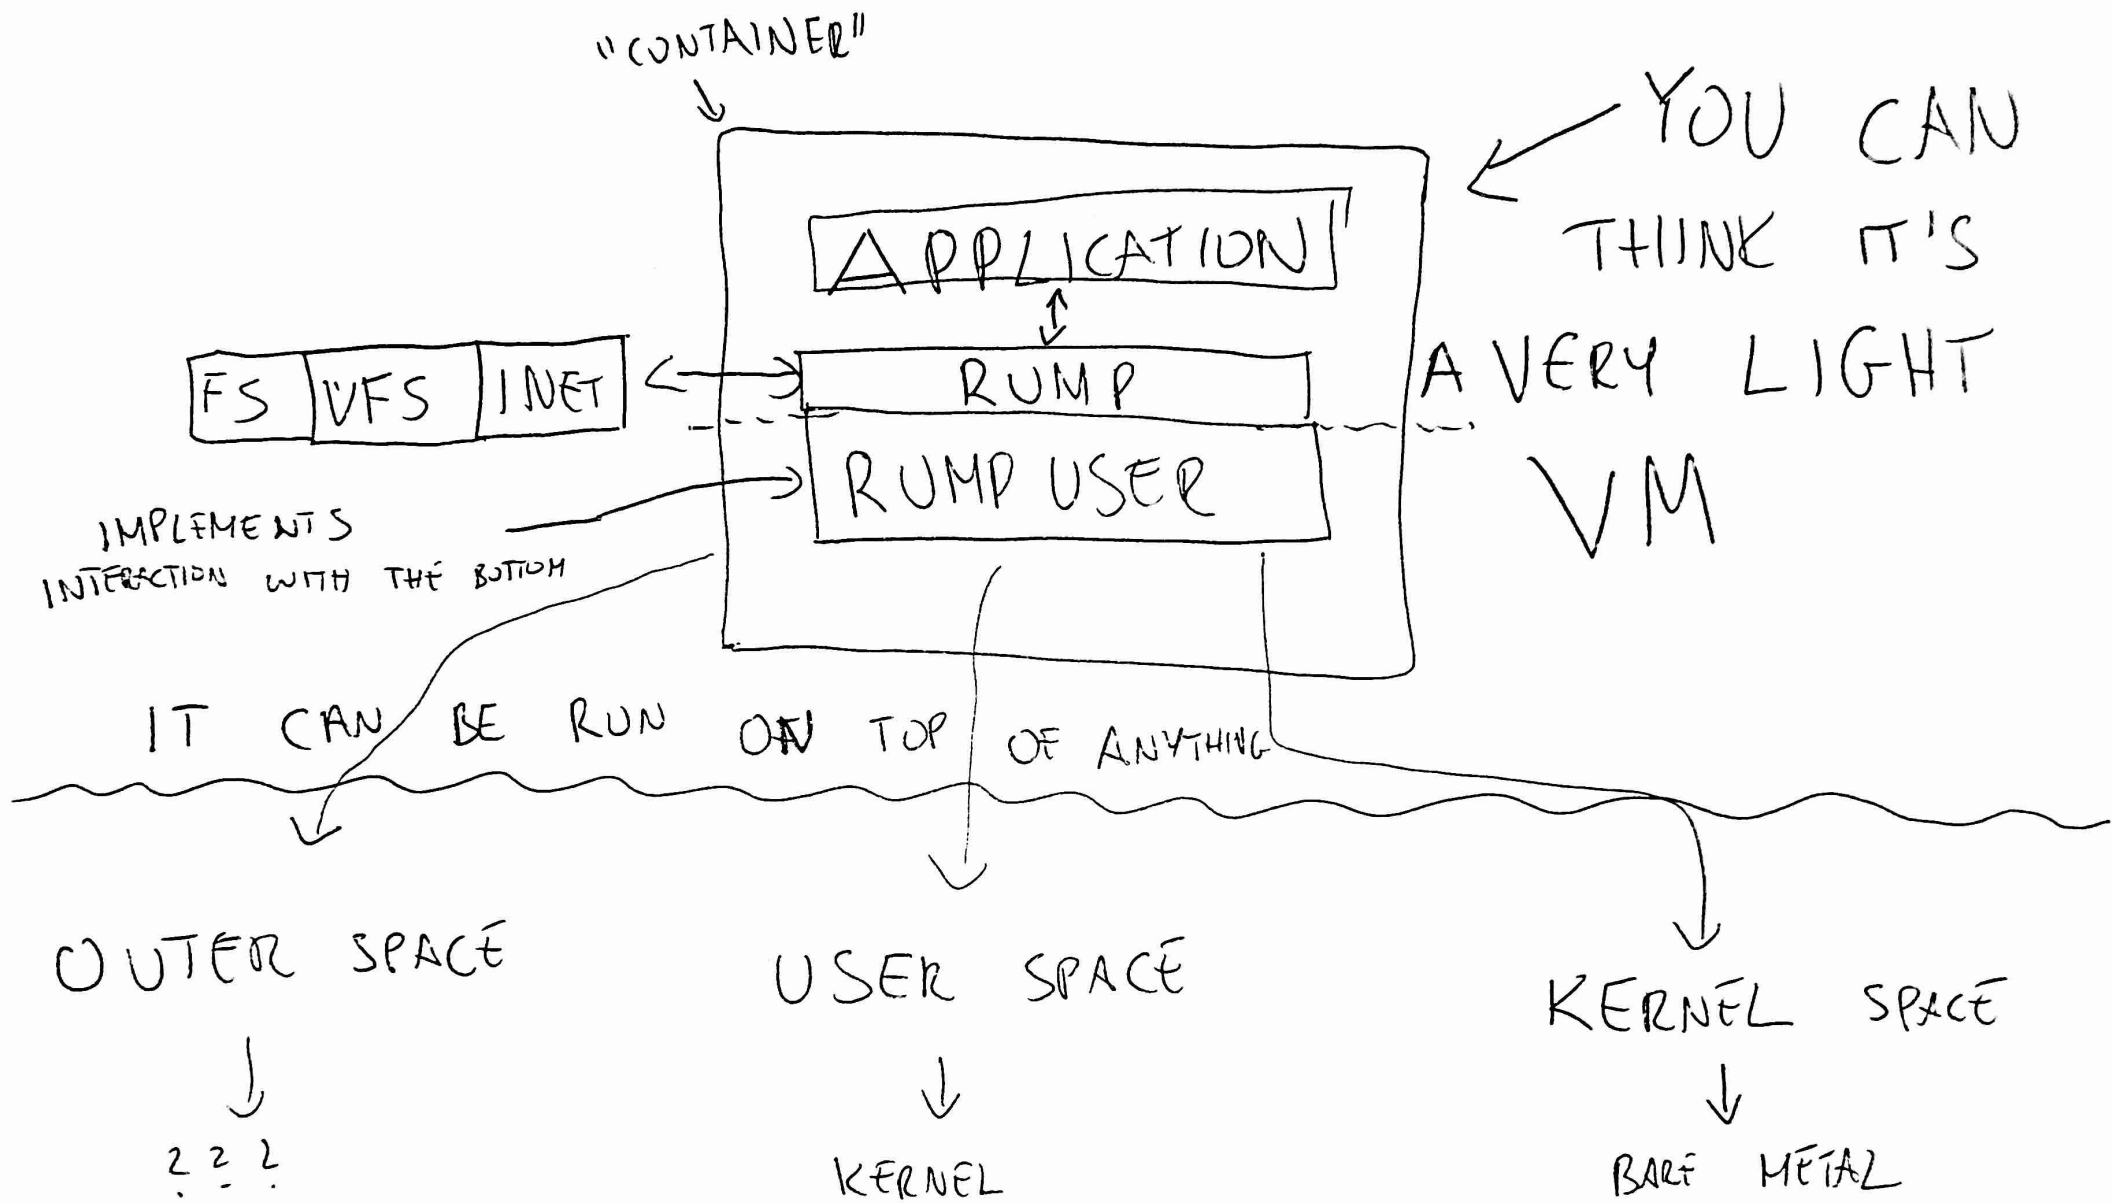 "CONTAINER"
YOU CAN
THINK IT'S
A VERY LIGHT
VM
APPLICATION
FS VFS INET
RUMP
RUMP USER
IMPLEMENTS
INTERACTION WITH THE BOTTOM
IT CAN BE RUN ON TOP OF ANYTHING
OUTER SPACE
USER SPACE
KERNEL SPACE
???
KERNEL
BARE METAL